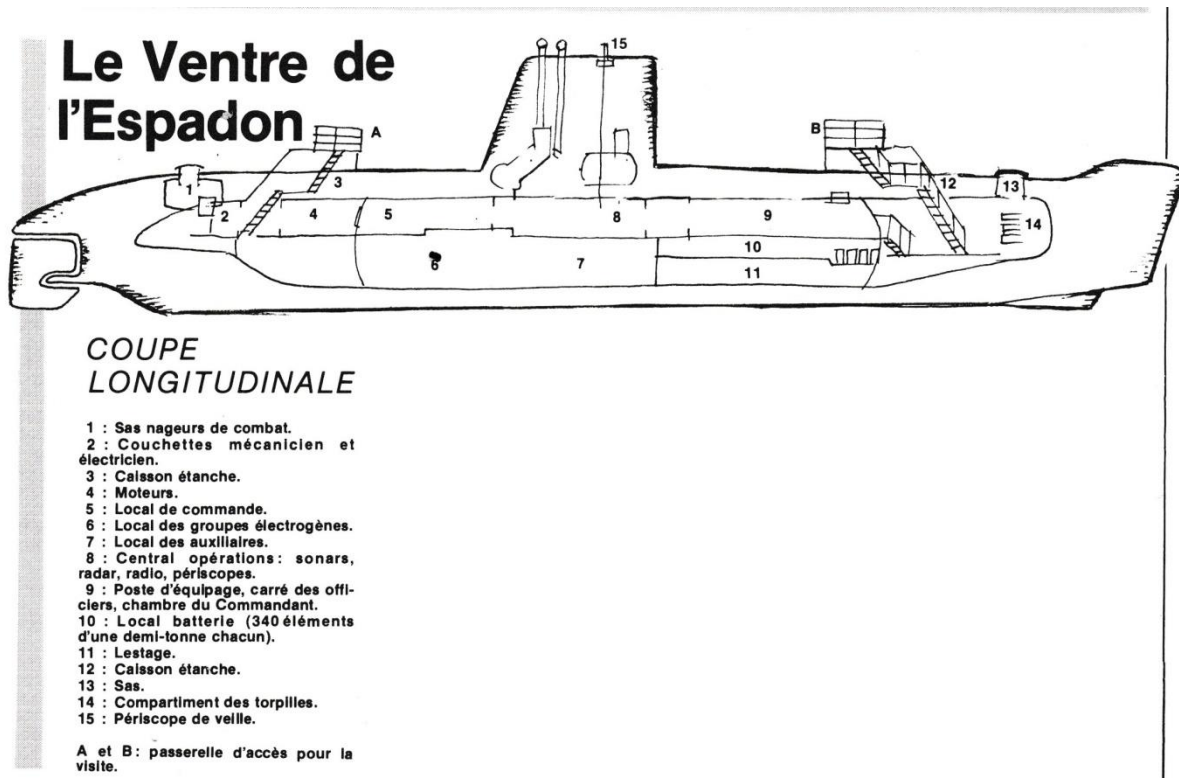 Le Ventre de
l'Espadon
15
A
B
1
2
3
4
5
6
7
8
9
10
11
12
13
14
COUPE
LONGITUDINALE
1 : Sas nageurs de combat.
2 : Couchettes mécanicien et
électricien.
3 : Caisson étanche.
4 : Moteurs.
5 : Local de commande.
6 : Local des groupes électrogènes.
7 : Local des auxiliaires.
8 : Central opérations: sonars,
radar, radio, périscopes.
9 : Poste d'équipage, carré des offi-
ciers, chambre du Commandant.
10 : Local batterie (340 éléments
d'une demi-tonne chacun).
11 : Lestage.
12 : Caisson étanche.
13 : Sas.
14 : Compartiment des torpilles.
15 : Périscope de veille.
A et B: passerelle d'accès pour la
visite.